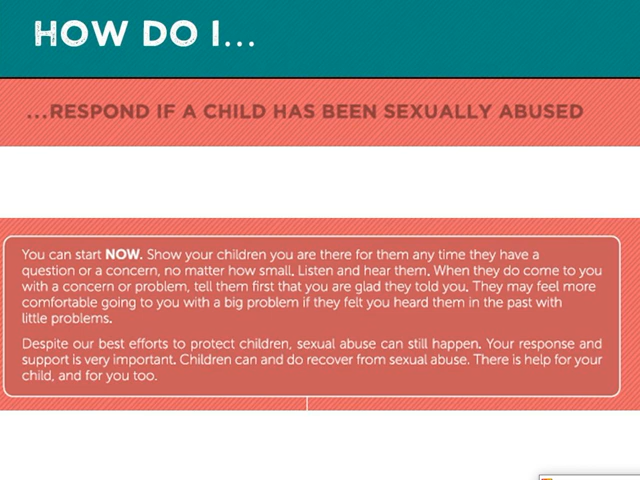 HOW DO I...
...RESPOND IF A CHILD HAS BEEN SEXUALLY ABUSED
You can start NOW. Show your children you are there for them any time they have a
question or a concern, no matter how small. Listen and hear them. When they do come to you
with a concern or problem, tell them first that you are glad they told you. They may feel more
comfortable going to you with a big problem if they felt you heard them in the past with
little problems.
Despite our best efforts to protect children, sexual abuse can still happen. Your response and
support is very important. Children can and do recover from sexual abuse. There is help for your
child, and for you too.